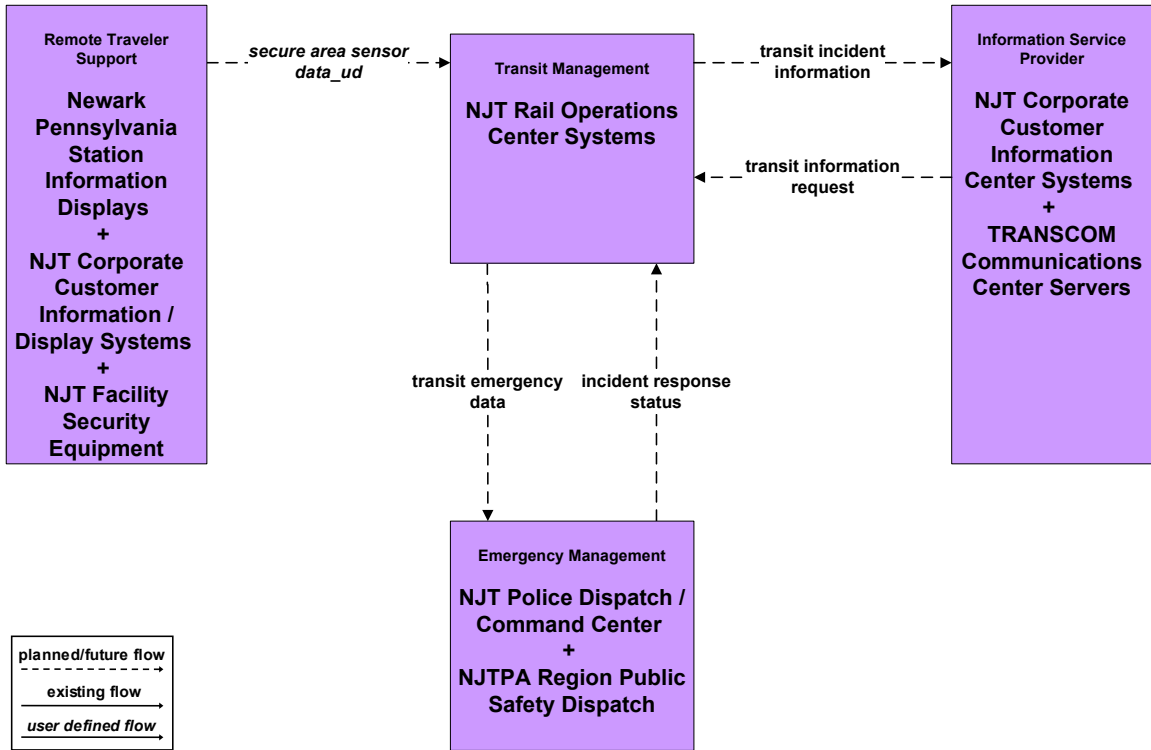 Remote Traveler
Support
Newark
Pennsylvania
Station
Information
Displays
+
NJT Corporate
Customer
Information /
Display Systems
+
NJT Facility
Security
Equipment
secure area sensor
data_ud
Transit Management
NJT Rail Operations
Center Systems
transit incident
information
transit information
request
Information Service
Provider
NJT Corporate
Customer
Information
Center Systems
+
TRANSCOM
Communications
Center Servers
transit emergency
data
incident response
status
Emergency Management
NJT Police Dispatch /
Command Center
+
NJTPA Region Public
Safety Dispatch
planned/future flow
existing flow
user defined flow